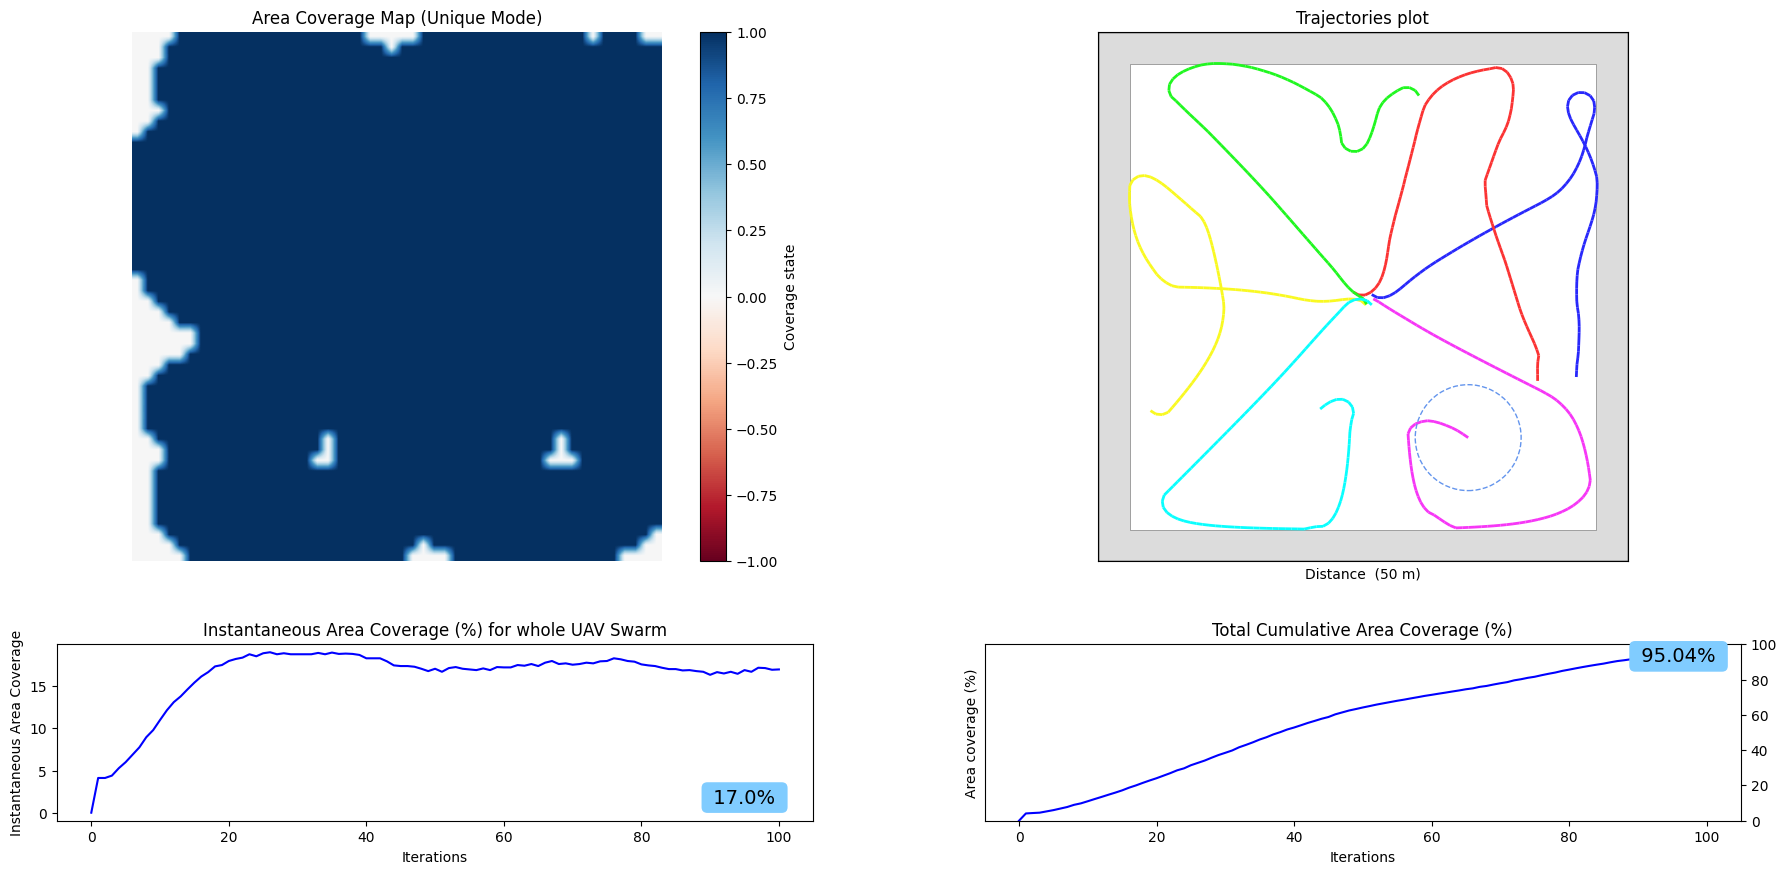 Area Coverage Map (Unique Mode)
1.00
0.75
0.50
0.25
0.00
−0.25
−0.50
−0.75
−1.00
Coverage state
Trajectories plot
Distance  (50 m)
Instantaneous Area Coverage (%) for whole UAV Swarm
Instantaneous Area Coverage
15
10
5
0
17.0%
0 20 40 60 80 100
Iterations
Total Cumulative Area Coverage (%)
Area coverage (%)
95.04%
100
80
60
40
20
0
0 20 40 60 80 100
Iterations